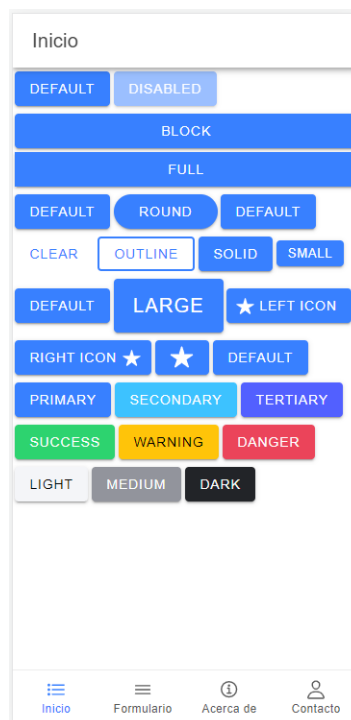 Inicio
DEFAULT DISABLED
BLOCK
FULL
DEFAULT ROUND DEFAULT
CLEAR OUTLINE SOLID SMALL
DEFAULT LARGE LEFT ICON
RIGHT ICON DEFAULT
PRIMARY SECONDARY TERTIARY
SUCCESS WARNING DANGER
LIGHT MEDIUM DARK
Inicio Formulario Acerca de Contacto